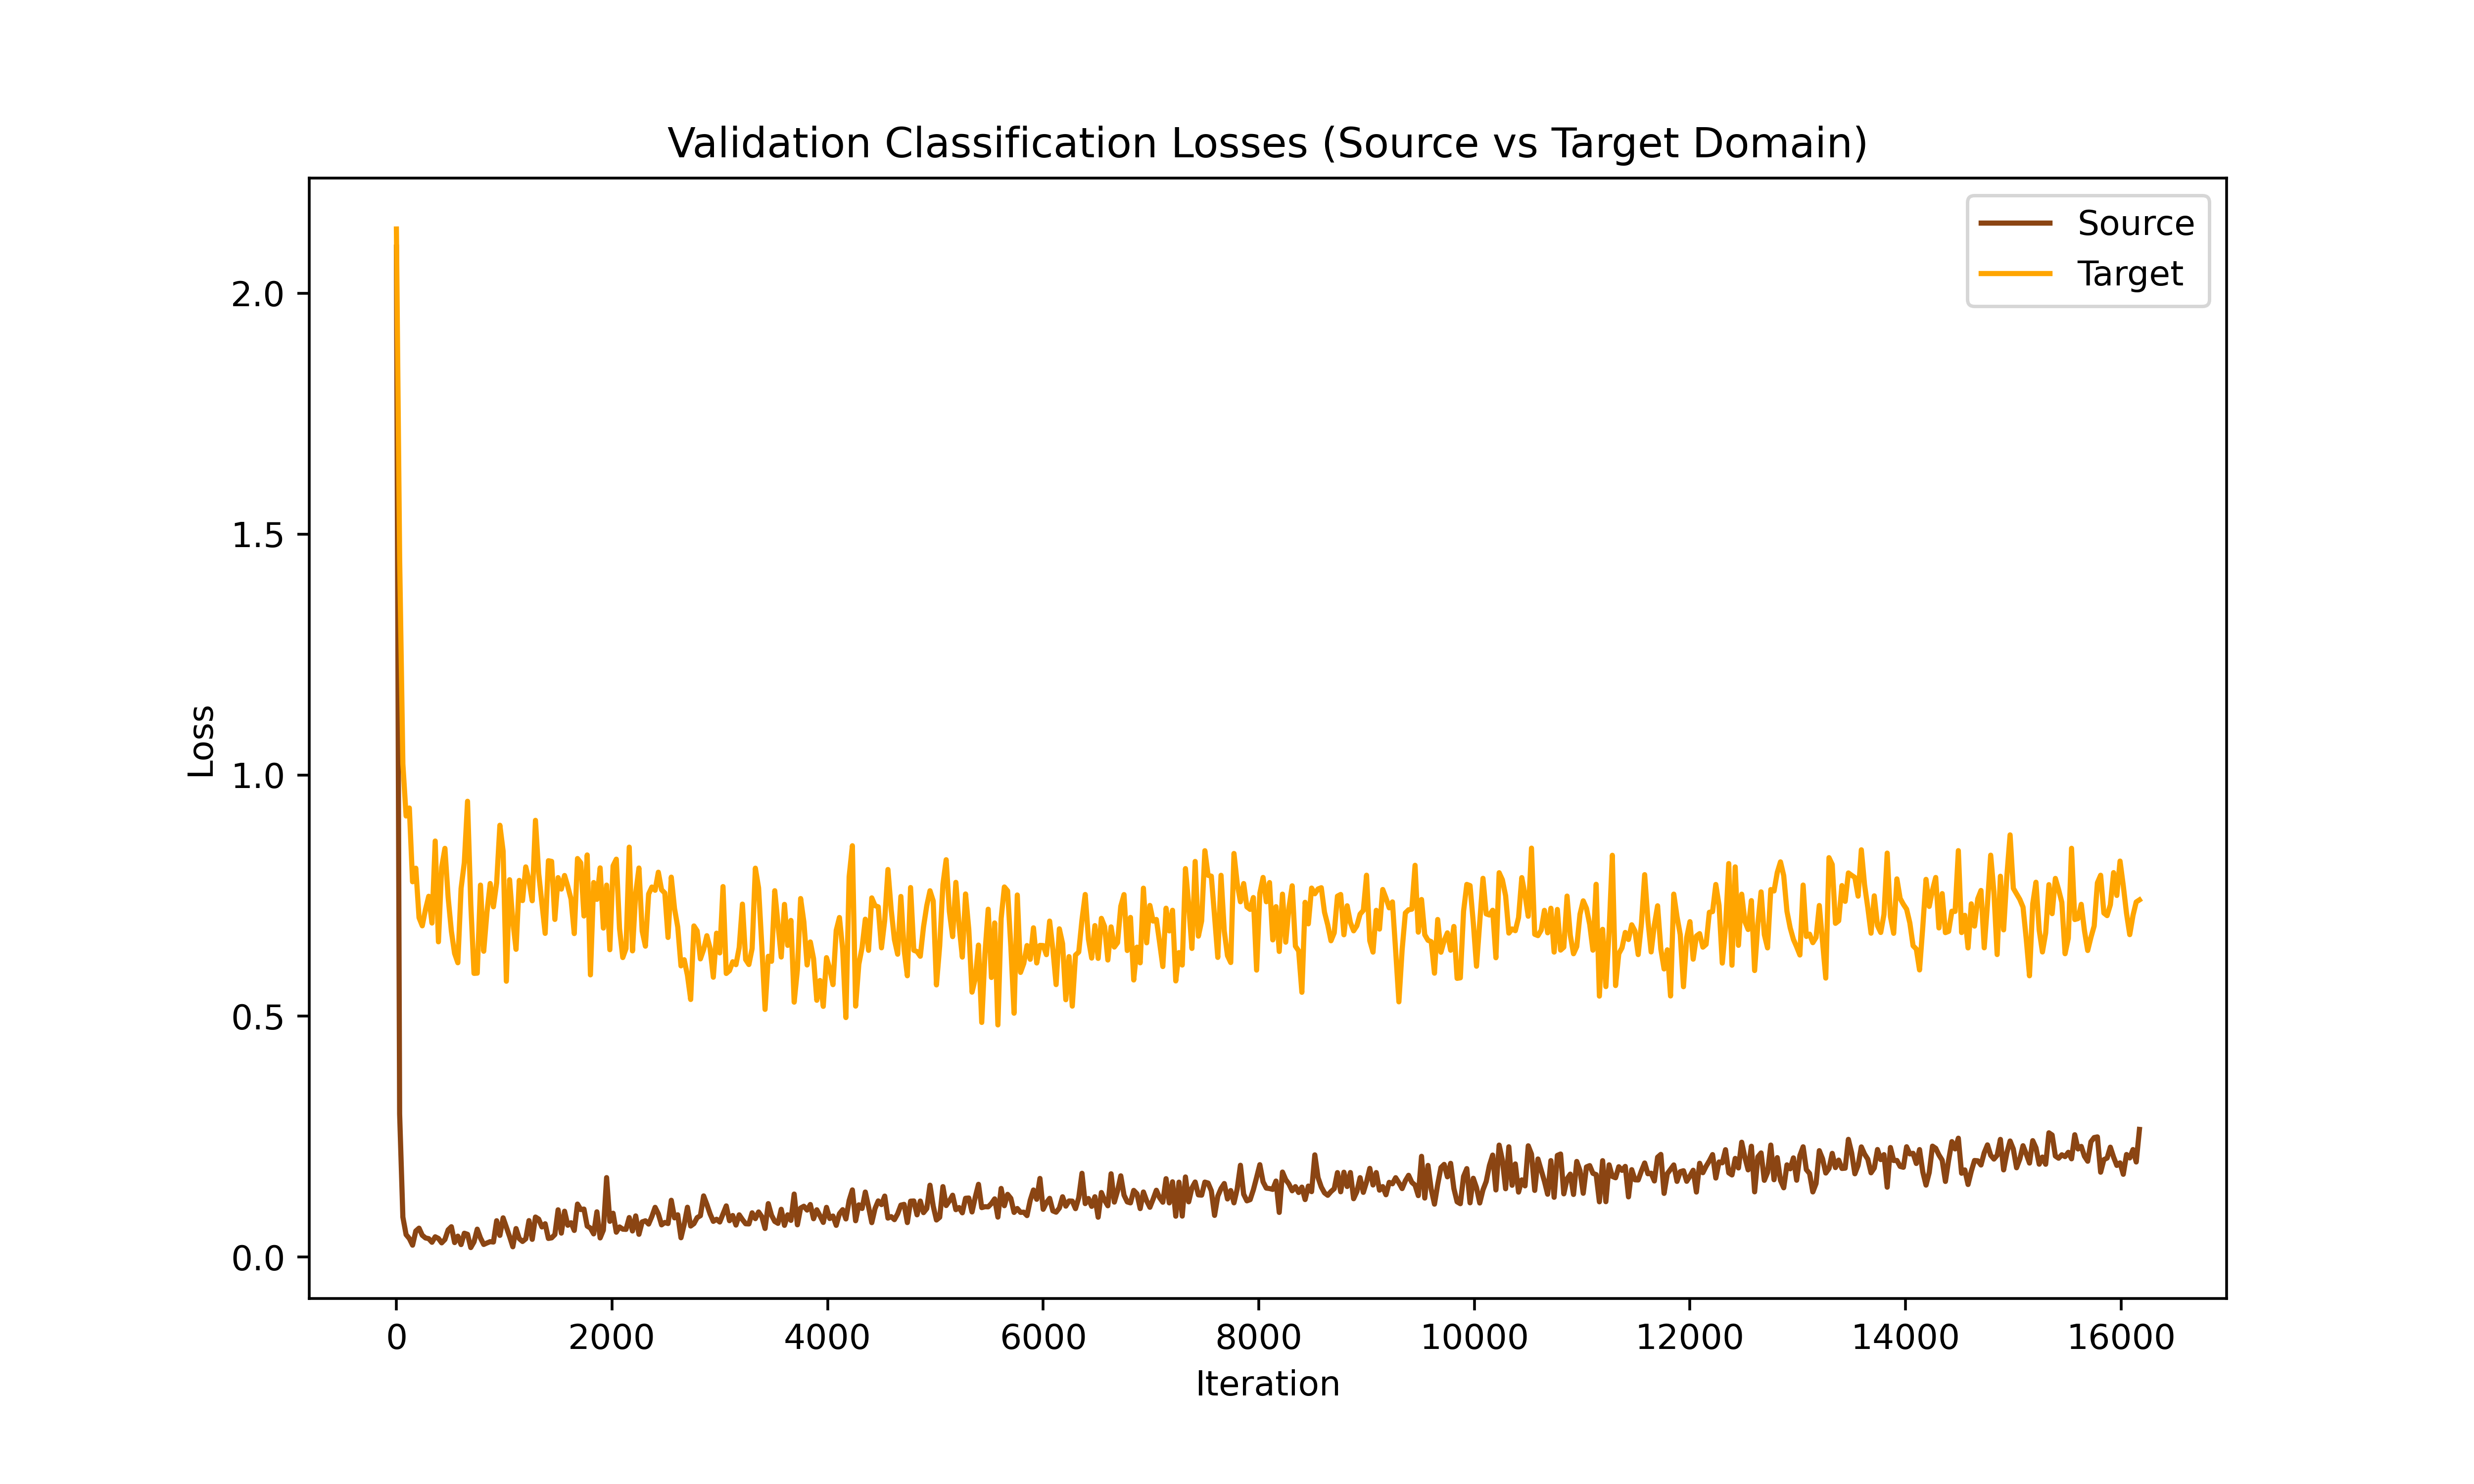 Validation Classification Losses (Source vs Target Domain)
Source
Target
2.0
1.5
1.0
0.5
0.0
Loss
0 2000 4000 6000 8000 10000 12000 14000 16000
Iteration